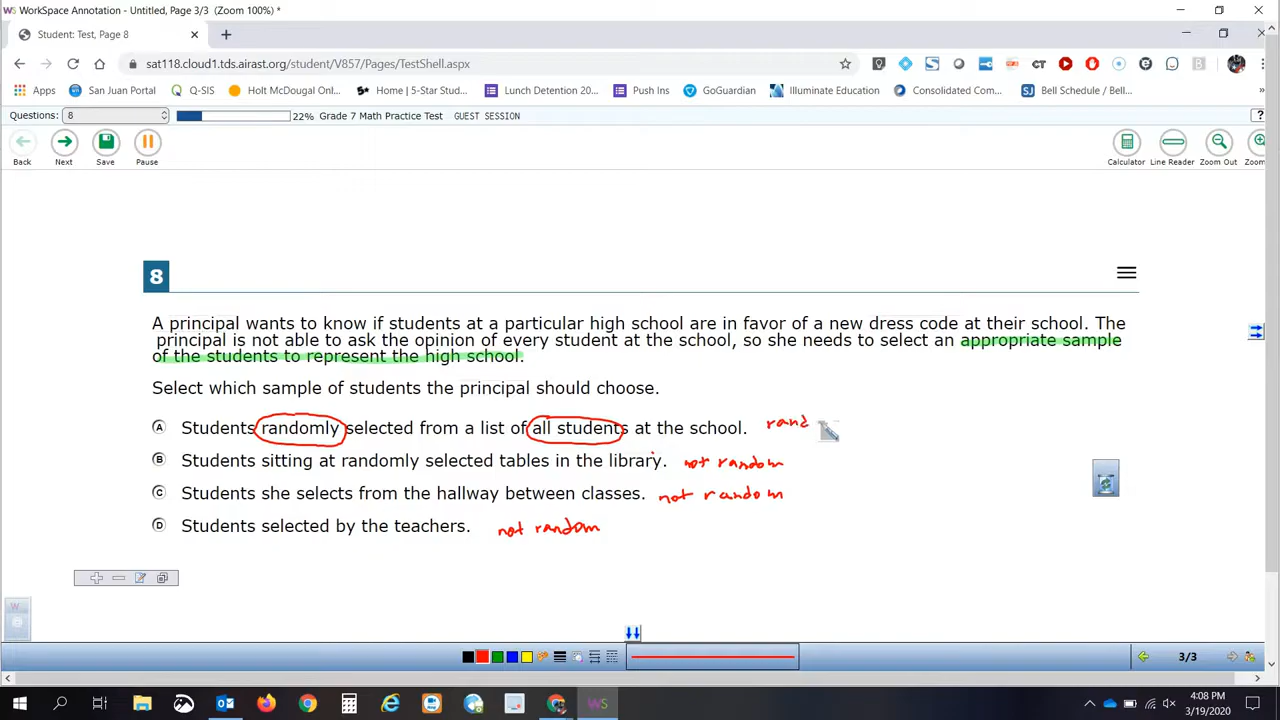 WorkSpace Annotation - Untitled, Page 3/3 (Zoom 100%) *
Student: Test, Page 8
sat118.cloud1.tds.airast.org/student/V857/Pages/TestShell.aspx
Apps San Juan Portal Q-SIS Holt McDougal Onl... Home | 5-Star Stud... Lunch Detention 20... Push Ins GoGuardian Illuminate Education Consolidated Com... Bell Schedule / Bel...
Questions: 8 22% Grade 7 Math Practice Test GUEST SESSION ?
Back Next Save Pause Calculator Line Reader Zoom Out Zoom
8
A principal wants to know if students at a particular high school are in favor of a new dress code at their school. The
principal is not able to ask the opinion of every student at the school, so she needs to select an appropriate sample
of the students to represent the high school.
Select which sample of students the principal should choose.
A Students randomly selected from a list of all students at the school. rand
B Students sitting at randomly selected tables in the library. not random
C Students she selects from the hallway between classes. not random
D Students selected by the teachers. not random
3/3
4:08 PM
3/19/2020